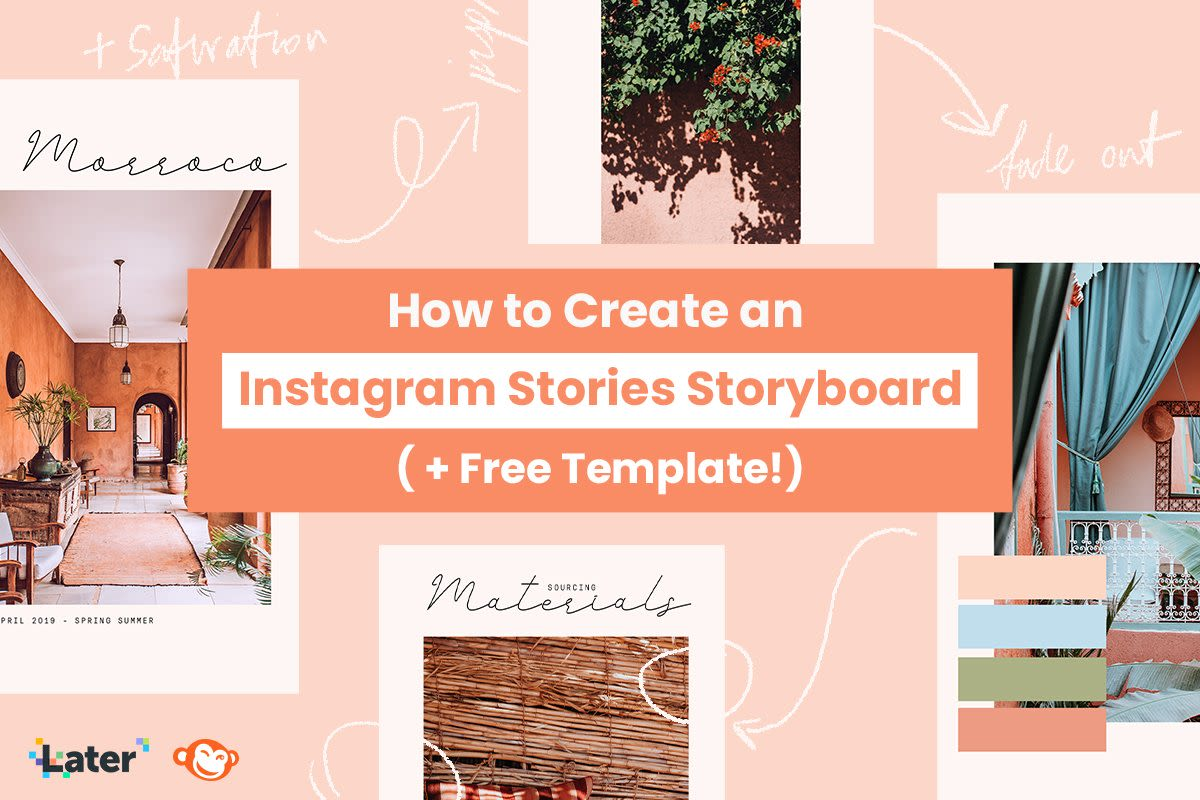 + Saturation
Morroco
fade out
How to Create an
Instagram Stories Storyboard
( + Free Template!)
PRIL 2019 - SPRING SUMMER
SOURCING
Materials
Later